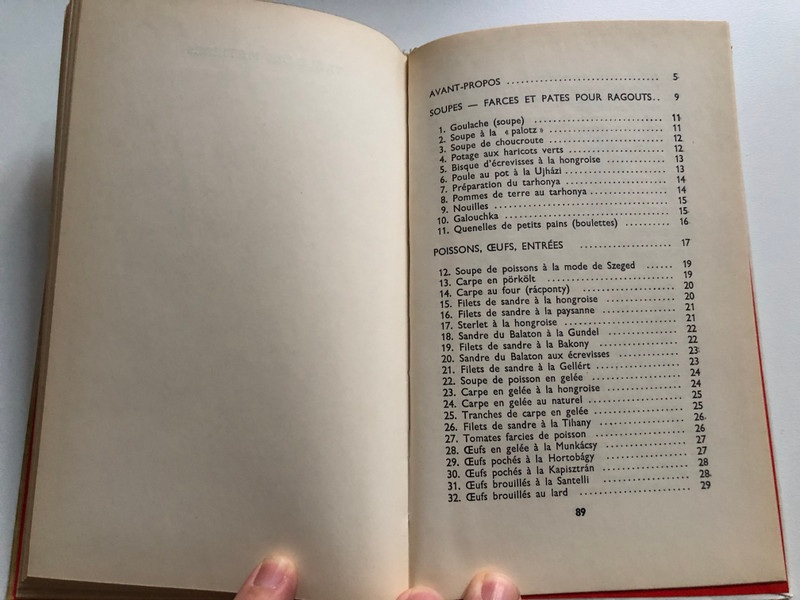 AVANT-PROPOS ................................ 5
SOUPES — FARCES ET PATES POUR RAGOUTS.. 9
1. Goulache (soupe) ......................... 11
2. Soupe à la « palotz » ......................... 11
3. Soupe de choucroute ......................... 12
4. Potage aux haricots verts ..................... 12
5. Bisque d'écrevisses à la hongroise ............ 13
6. Poule au pot à la Ujházi ..................... 13
7. Préparation du tarhonya ..................... 14
8. Pommes de terre au tarhonya ............... 14
9. Nouilles ................................. 15
10. Galouchka ................................. 15
11. Quenelles de petits pains (boulettes) ......... 16
POISSONS, ŒUFS, ENTRÉES .................. 17
12. Soupe de poissons à la mode de Szeged ...... 19
13. Carpe en pörkölt ......................... 19
14. Carpe au four (rácponty) ..................... 20
15. Filets de sandre à la hongroise ............... 20
16. Filets de sandre à la paysanne ............... 21
17. Sterlet à la hongroise ..................... 21
18. Sandre du Balaton à la Gundel ............... 22
19. Filets de sandre à la Bakony ............... 22
20. Sandre du Balaton aux écrevisses ............ 23
21. Filets de sandre à la Gellért ............... 23
22. Soupe de poisson en gelée ............... 24
23. Carpe en gelée à la hongroise ............... 24
24. Carpe en gelée au naturel ............... 25
25. Tranches de carpe en gelée ............... 25
26. Filets de sandre à la Tihany ............... 26
27. Tomates farcies de poisson ............... 26
28. Œufs en gelée à la Munkácsy ............... 27
29. Œufs pochés à la Hortobágy ............... 27
30. Œufs pochés à la Kapisztrán ............... 28
31. Œufs brouillés à la Santelli ............... 28
32. Œufs brouillés au lard ............... 29
89